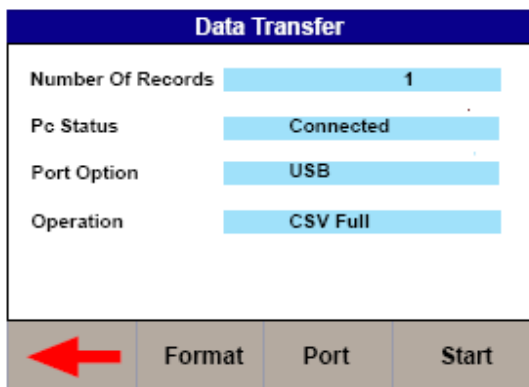 Data Transfer
Number Of Records 1
Pc Status Connected
Port Option USB
Operation CSV Full
Format Port Start